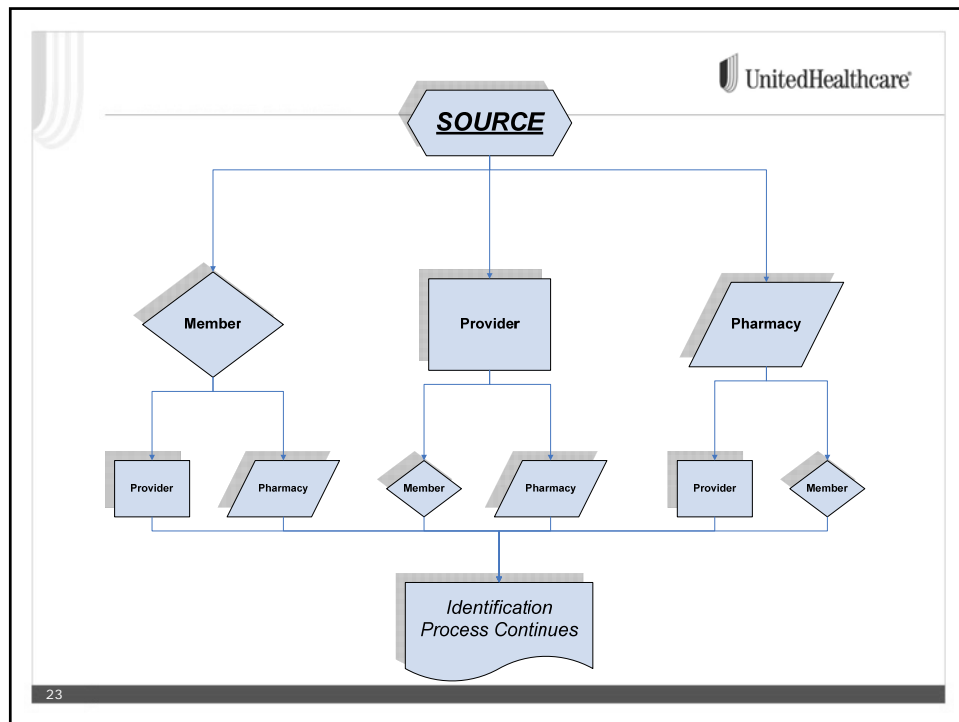 UnitedHealthcare®
SOURCE
Member
Provider
Pharmacy
Provider
Pharmacy
Member
Pharmacy
Provider
Member
Identification
Process Continues
23